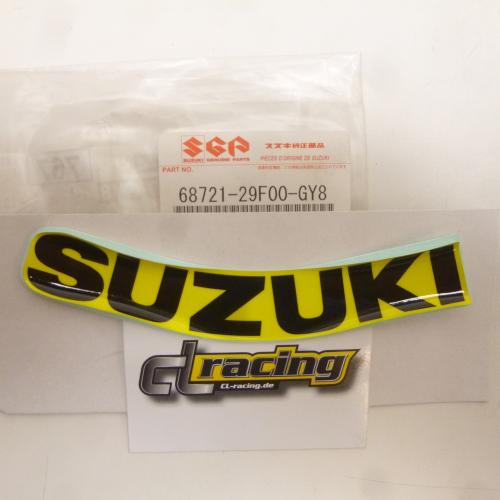 SGP
スズキ純正部品
SUZUKI GENUINE PARTS
PIÈCES D'ORIGINE DE SUZUKI
PART NO.
68721-29F00-GY8
SUZUKI
CL racing
CL-racing.de